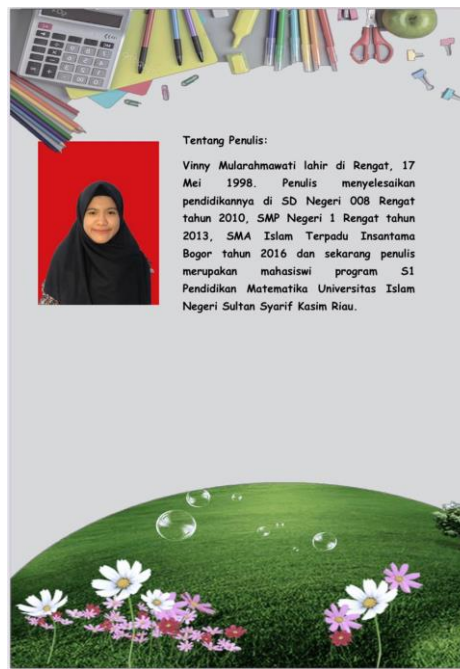 Tentang Penulis:
Vinny Mularahmawati lahir di Rengat, 17
Mei 1998. Penulis menyelesaikan
pendidikannya di SD Negeri 008 Rengat
tahun 2010, SMP Negeri 1 Rengat tahun
2013, SMA Islam Terpadu Insantama
Bogor tahun 2016 dan sekarang penulis
merupakan mahasiswi program S1
Pendidikan Matematika Universitas Islam
Negeri Sultan Syarif Kasim Riau.